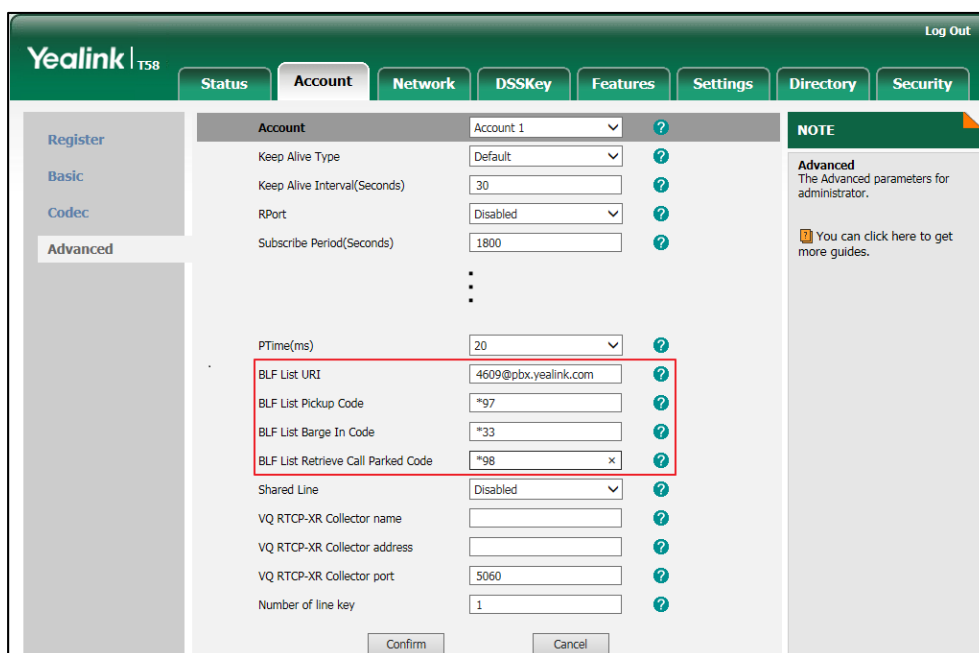 Log Out
Yealink | T58
Status Account Network DSSKey Features Settings Directory Security
Register
Basic
Codec
Advanced
Account Account 1 ?
Keep Alive Type Default ?
Keep Alive Interval(Seconds) 30 ?
RPort Disabled ?
Subscribe Period(Seconds) 1800 ?
PTime(ms) 20 ?
BLF List URI 4609@pbx.yealink.com ?
BLF List Pickup Code *97 ?
BLF List Barge In Code *33 ?
BLF List Retrieve Call Parked Code *98 × ?
Shared Line Disabled ?
VQ RTCP-XR Collector name ?
VQ RTCP-XR Collector address ?
VQ RTCP-XR Collector port 5060 ?
Number of line key 1 ?
Confirm Cancel
NOTE
Advanced
The Advanced parameters for
administrator.
? You can click here to get
more guides.